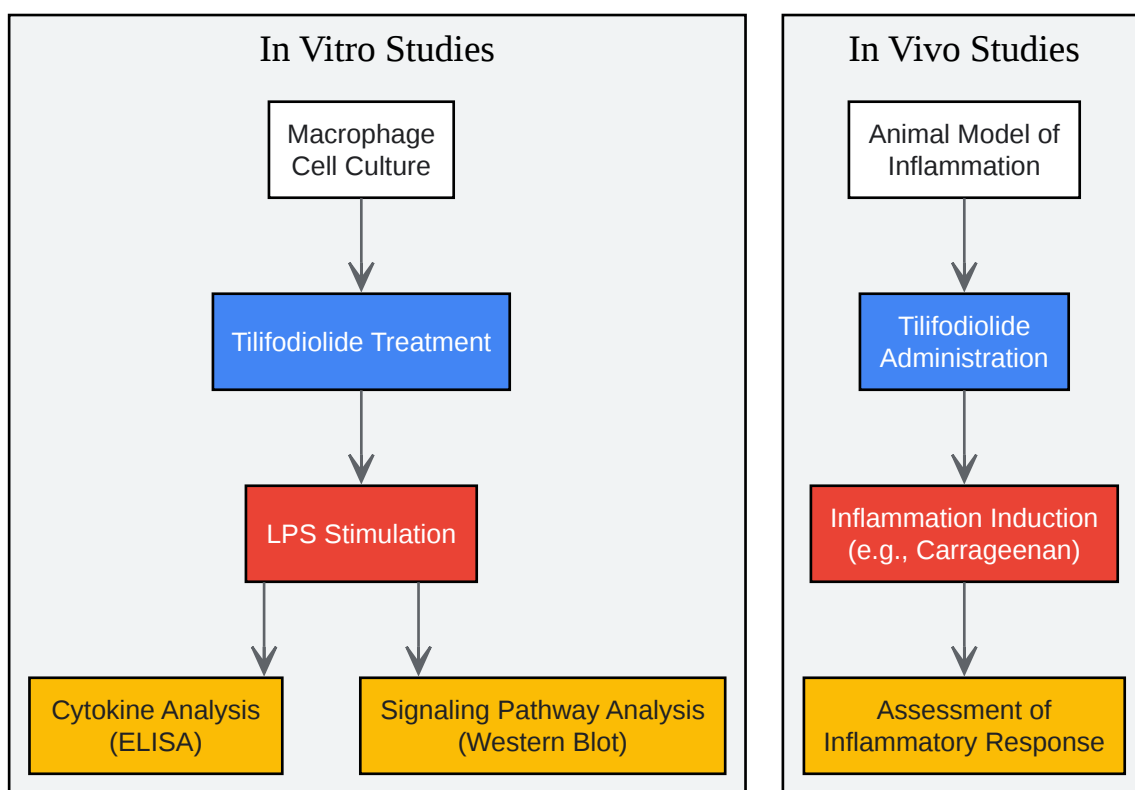 In Vitro Studies
Macrophage
Cell Culture
Tilifodiolide Treatment
LPS Stimulation
Cytokine Analysis
(ELISA)
Signaling Pathway Analysis
(Western Blot)
In Vivo Studies
Animal Model of
Inflammation
Tilifodiolide
Administration
Inflammation Induction
(e.g., Carrageenan)
Assessment of
Inflammatory Response